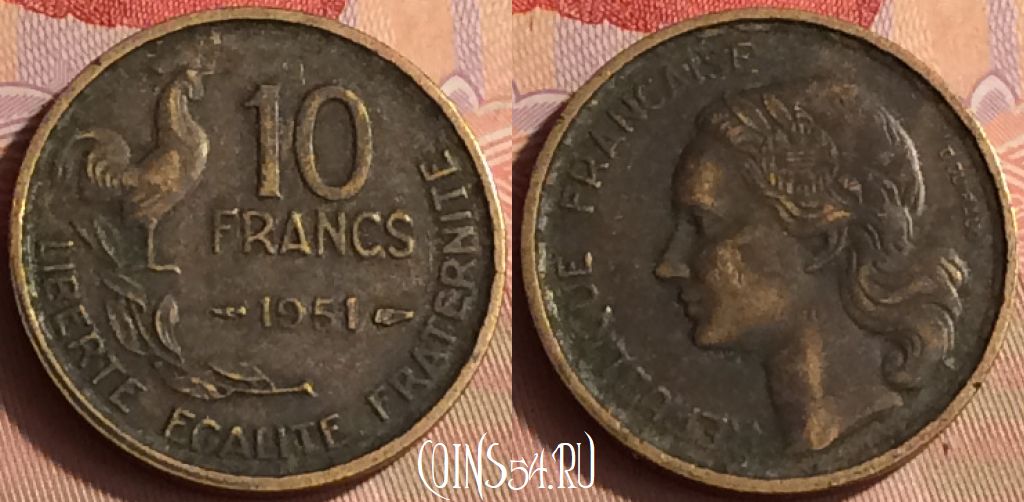 10
FRANCS
1951
LIBERTE EGALITE FRATERNITE
REPUBLIQUE FRANCAISE
COINS54.RU